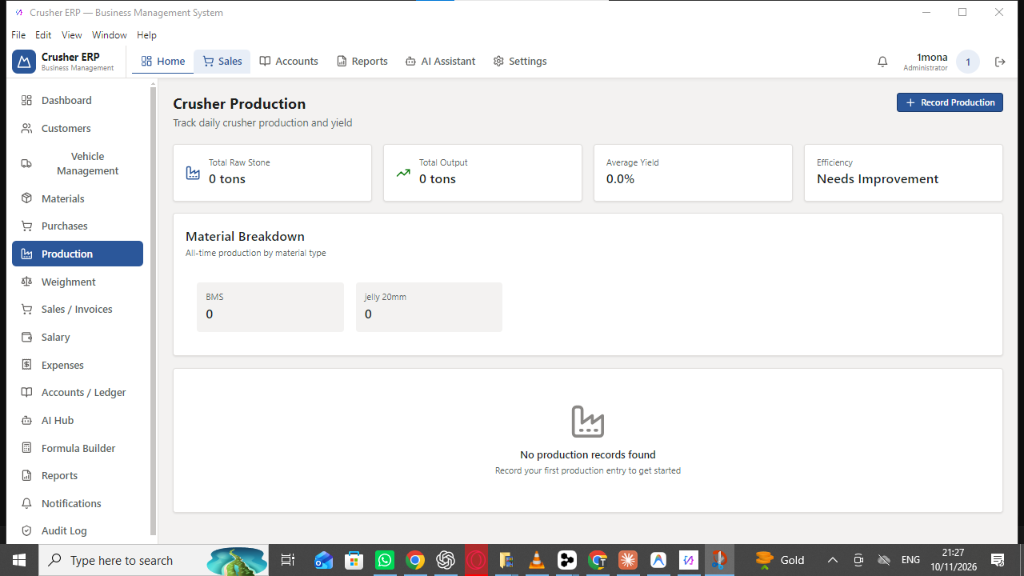 Crusher ERP — Business Management System
File Edit View Window Help
Crusher ERP
Business Management
Home Sales Accounts Reports AI Assistant Settings
1mona
Administrator
1
Dashboard
Customers
Vehicle
Management
Materials
Purchases
Production
Weighment
Sales / Invoices
Salary
Expenses
Accounts / Ledger
AI Hub
Formula Builder
Reports
Notifications
Audit Log
Crusher Production
Track daily crusher production and yield
+ Record Production
Total Raw Stone
0 tons
Total Output
0 tons
Average Yield
0.0%
Efficiency
Needs Improvement
Material Breakdown
All-time production by material type
BMS
0
jelly 20mm
0
No production records found
Record your first production entry to get started
Type here to search
Gold
ENG
21:27
10/11/2026